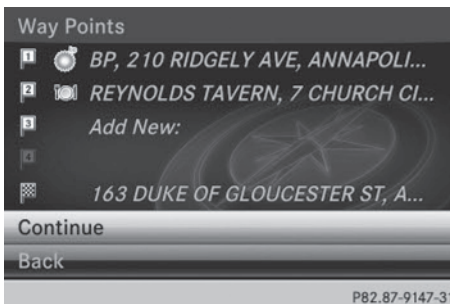 Way Points
1 BP, 210 RIDGELY AVE, ANNAPOLI...
2 REYNOLDS TAVERN, 7 CHURCH CI...
3 Add New:
4
163 DUKE OF GLOUCESTER ST, A...
Continue
Back
P82.87-9147-31